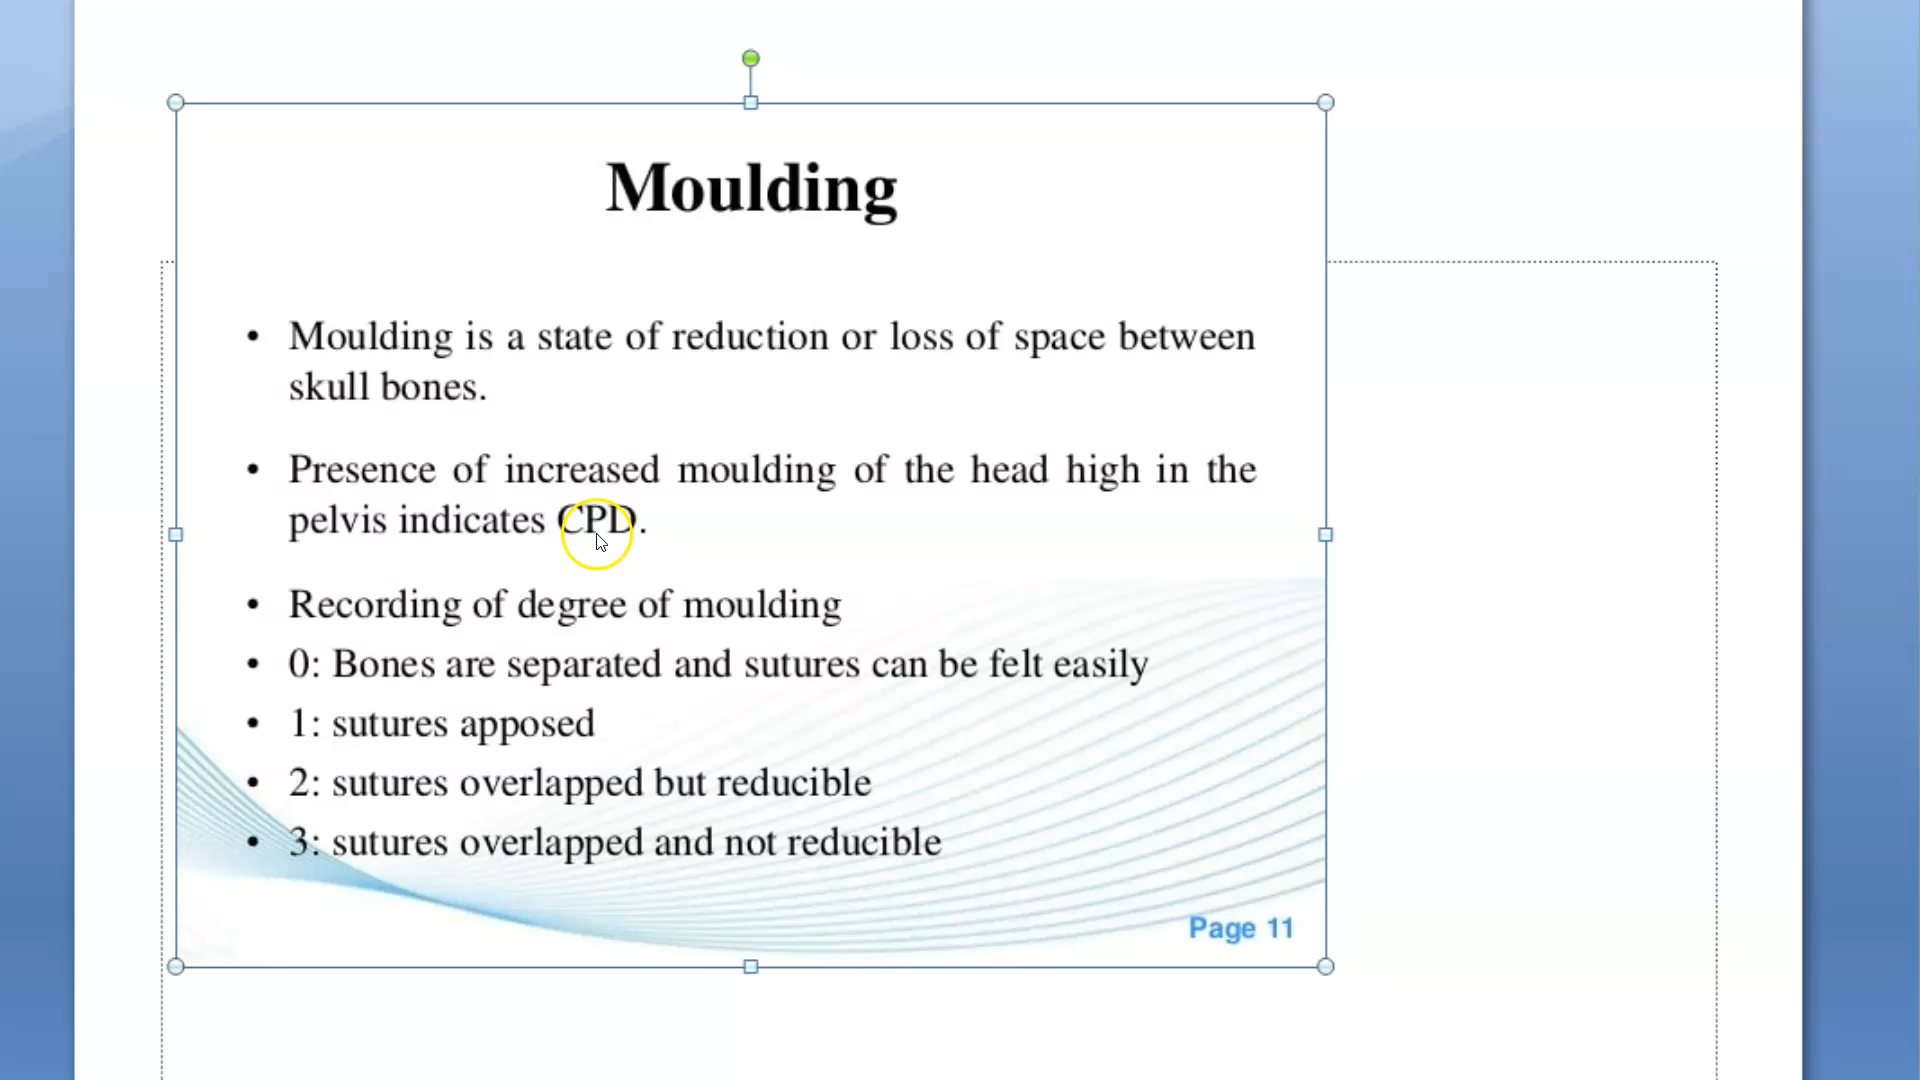 Moulding
• Moulding is a state of reduction or loss of space between
skull bones.
• Presence of increased moulding of the head high in the
pelvis indicates CPD.
• Recording of degree of moulding
• 0: Bones are separated and sutures can be felt easily
• 1: sutures apposed
• 2: sutures overlapped but reducible
• 3: sutures overlapped and not reducible
Page 11